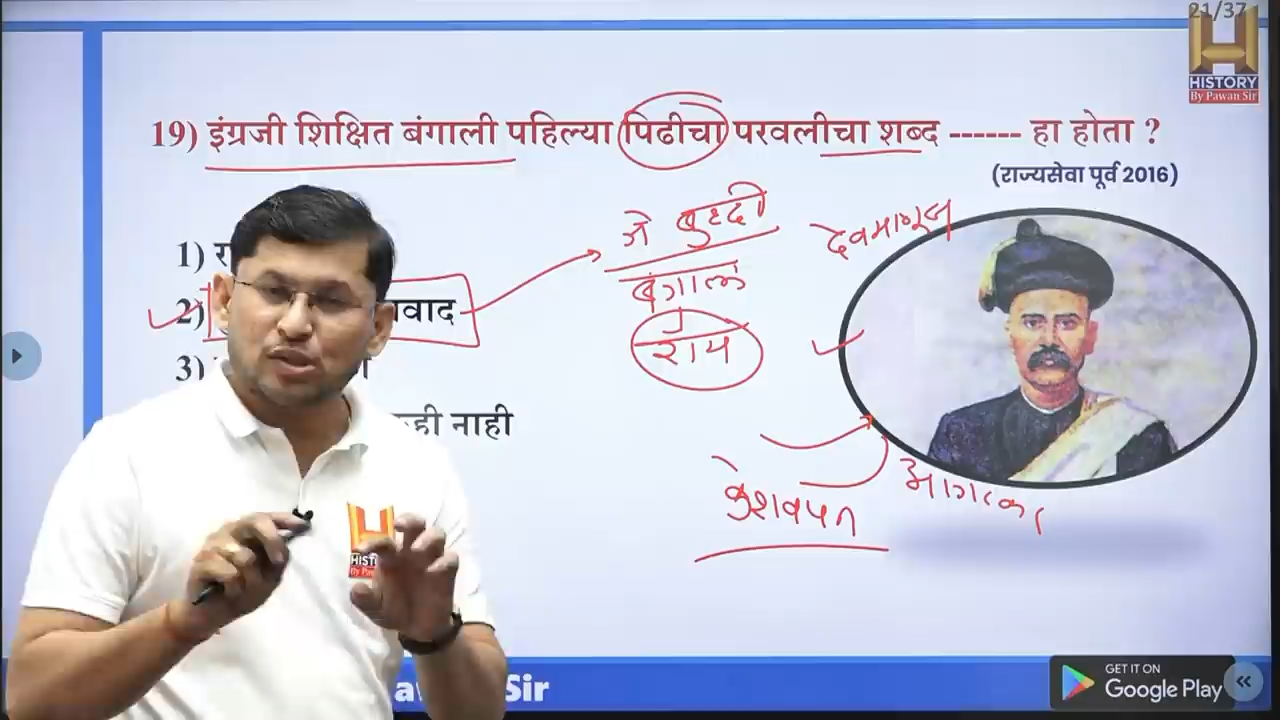 21/37
HISTORY
By Pawan Sir
19) इंग्रजी शिक्षित बंगाली पहिल्या पिढीचा परवलीचा शब्द ------ हा होता ?
(राज्यसेवा पूर्व 2016)
जे बुद्धी
देवमाणूस
1)
बंगाल
2) वाद
राम
3)
ही नाही
केशवपन
आगरकर
Sir
GET IT ON
Google Play